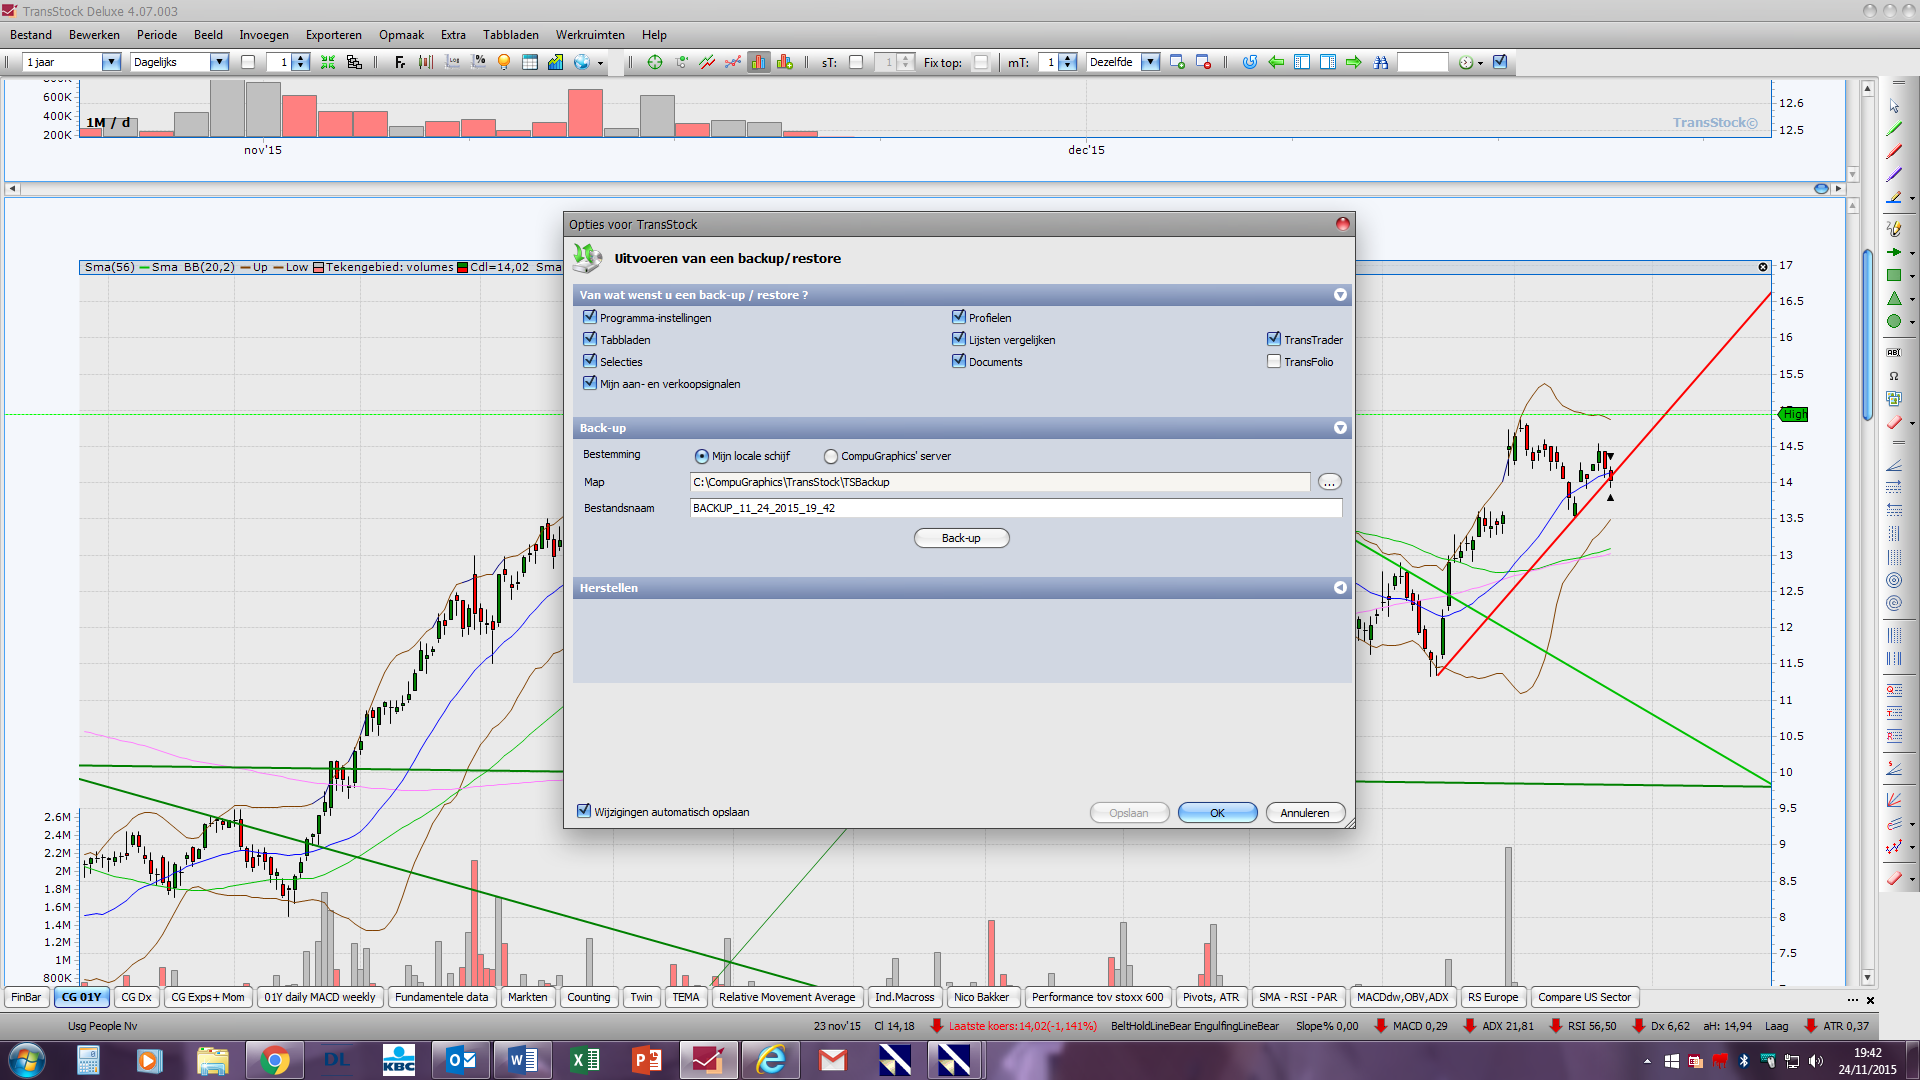 TransStock Deluxe 4.07.003
Bestand Bewerken Periode Beeld Invoegen Exporteren Opmaak Extra Tabbladen Werkruimten Help
1 jaar Dagelijks 1 Fr Log % sT: 1 Fix top: mT: 1 Dezelfde
600K 12.6
400K
1M / d TransStock©
200K 12.5
nov'15 dec'15
Opties voor TransStock
Uitvoeren van een backup/restore
Sma(56) Sma BB(20,2) Up Low Tekengebied: volumes Cdl=14,02 Sma
Van wat wenst u een back-up / restore ?
Programma-instellingen Profielen
Tabbladen Lijsten vergelijken TransTrader
Selecties Documents TransFolio
Mijn aan- en verkoopsignalen
Back-up
Bestemming Mijn locale schijf CompuGraphics' server
Map C:\CompuGraphics\TransStock\TSBackup ...
Bestandsnaam BACKUP_11_24_2015_19_42
Back-up
Herstellen
Wijzigingen automatisch opslaan Opslaan OK Annuleren
17
16.5
16
15.5
High
14.5
14
13.5
13
12.5
12
11.5
11
10.5
10
9.5
9
8.5
8
7.5
2.6M
2.4M
2.2M
2M
1.8M
1.6M
1.4M
1.2M
1M
800K
ABI
Ω
FinBar CG 01Y CG Dx CG Exps+ Mom 01Y daily MACD weekly Fundamentele data Markten Counting Twin TEMA Relative Movement Average Ind.Macross Nico Bakker Performance tov stoxx 600 Pivots, ATR SMA - RSI - PAR MACDdw,OBV,ADX RS Europe Compare US Sector
Usg People Nv 23 nov'15 Cl 14,18 Laatste koers:14,02(-1,141%) BeltHoldLineBear EngulfingLineBear Slope% 0,00 MACD 0,29 ADX 21,81 RSI 56,50 Dx 6,62 aH: 14,94 Laag ATR 0,37
DL KBC
19:42
24/11/2015